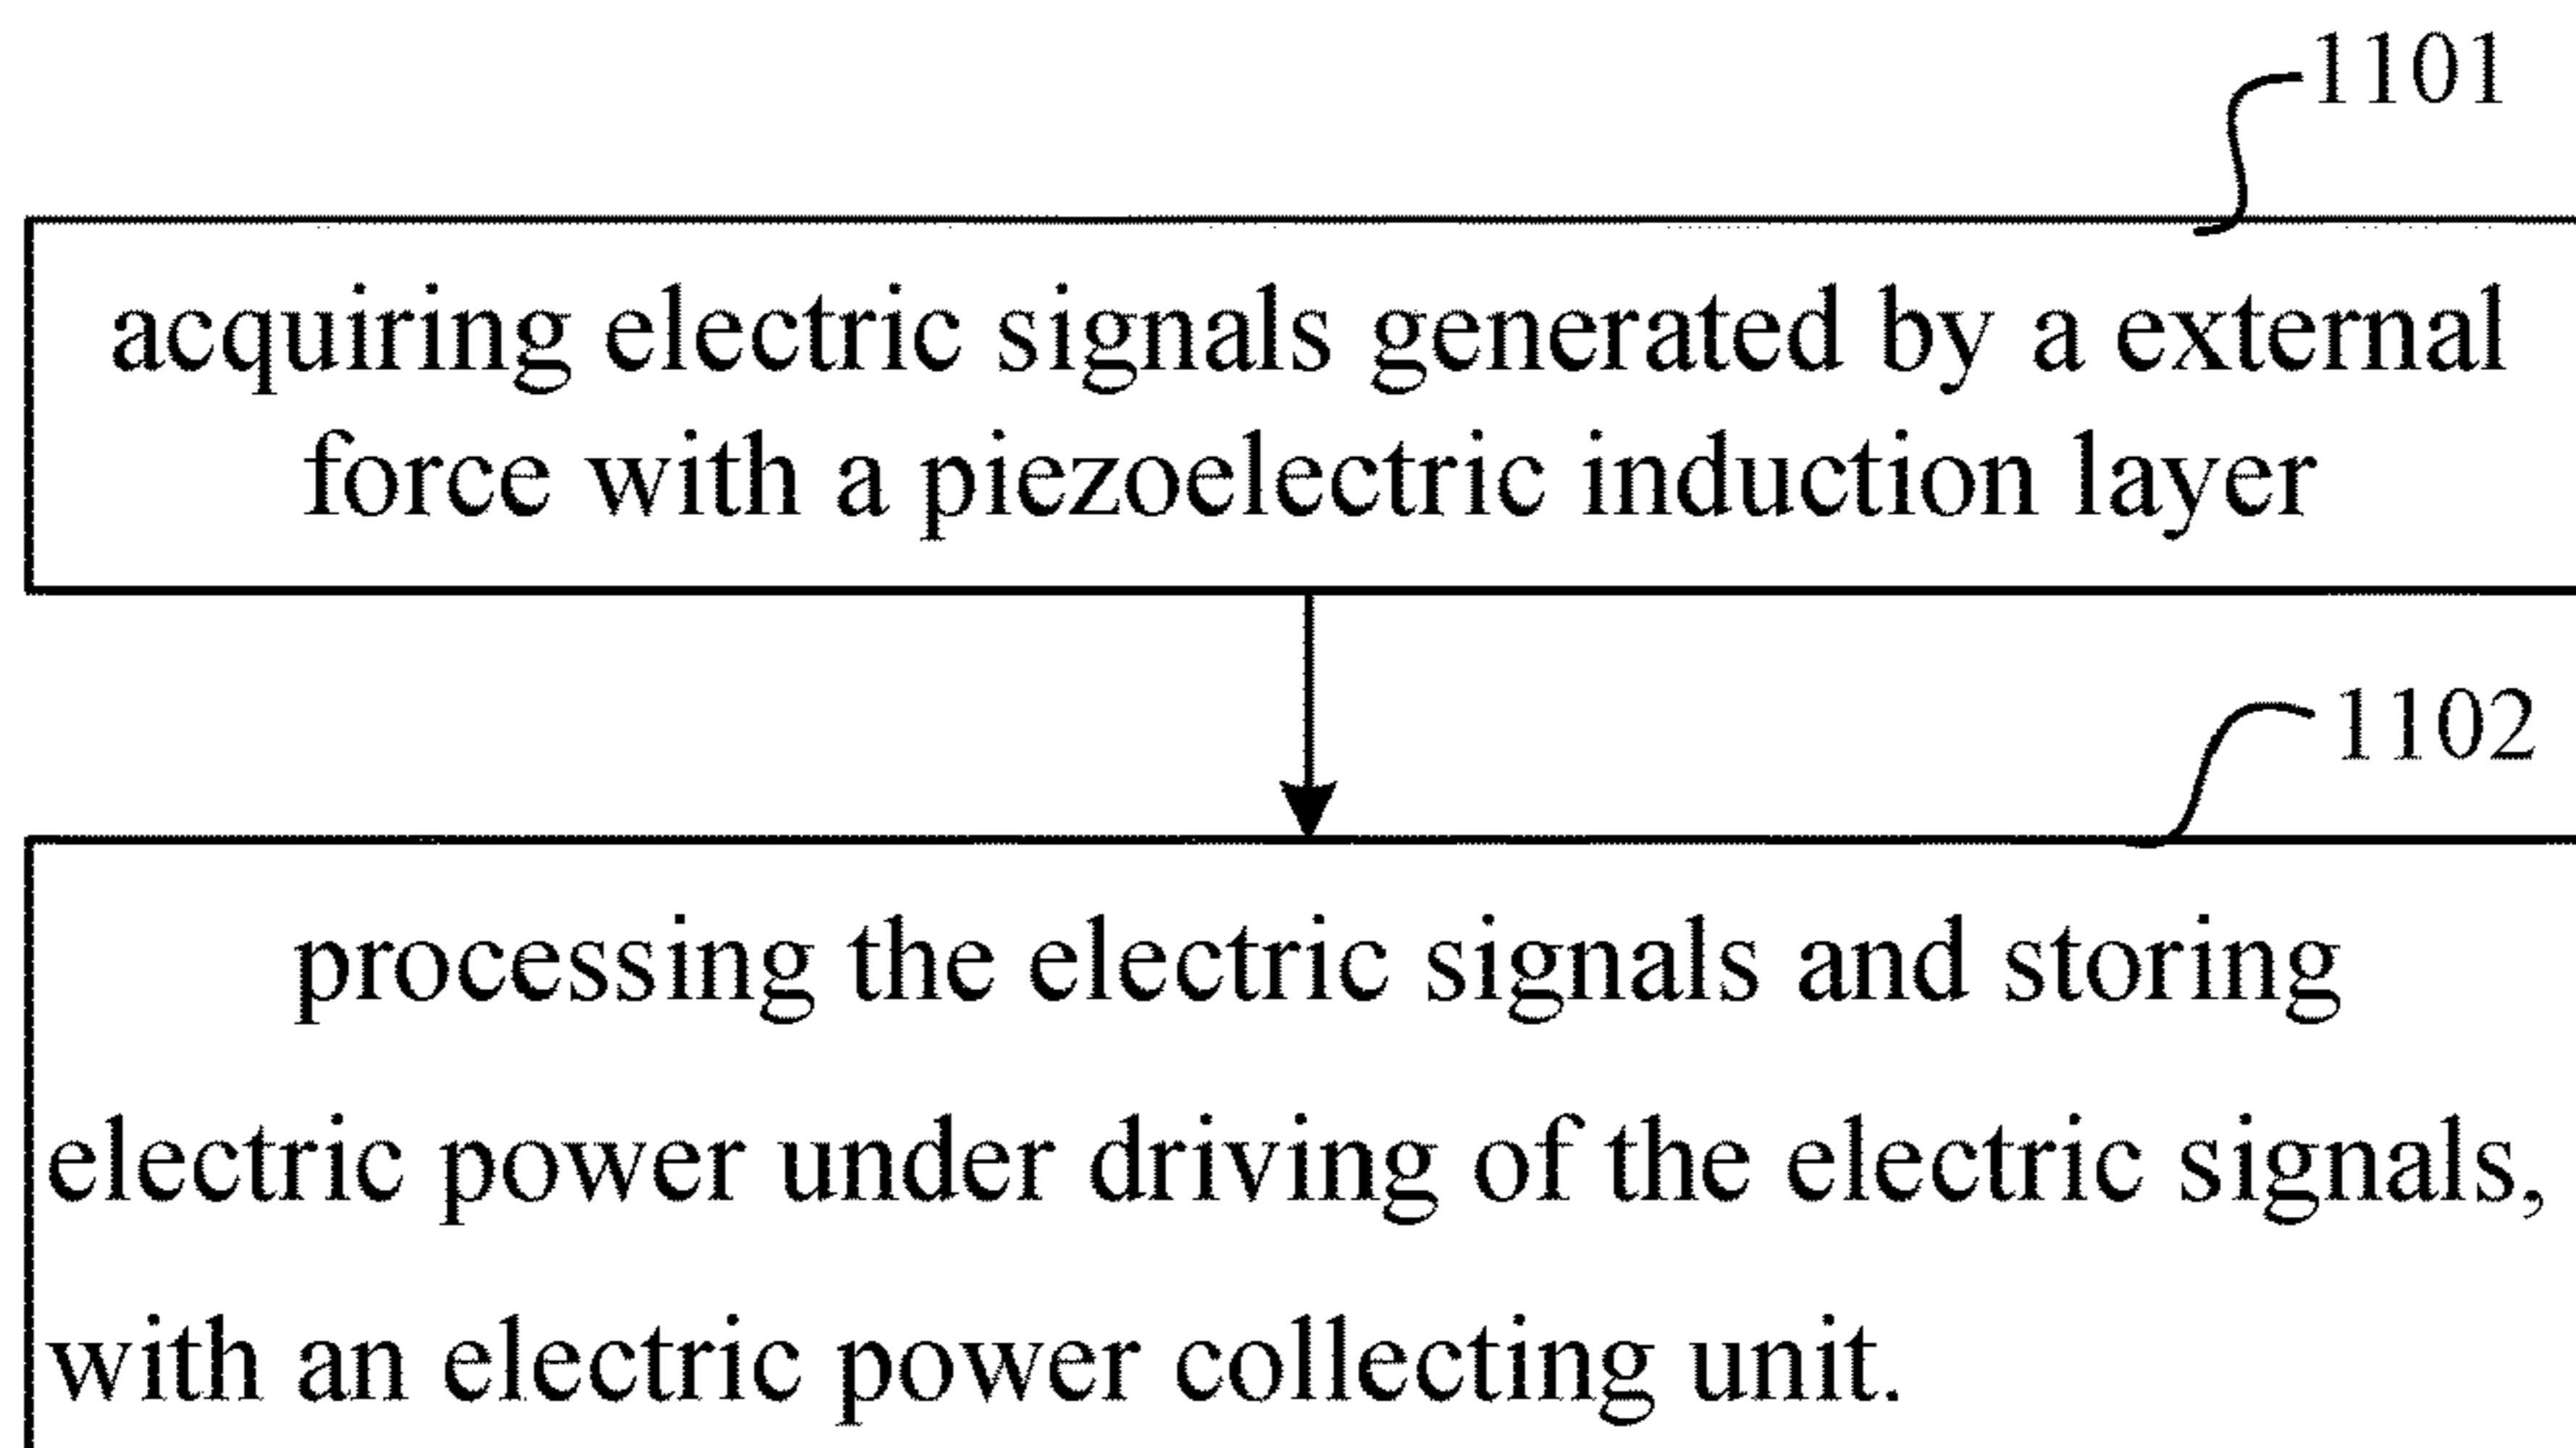 1101
acquiring electric signals generated by a external
force with a piezoelectric induction layer
1102
processing the electric signals and storing
electric power under driving of the electric signals,
with an electric power collecting unit.